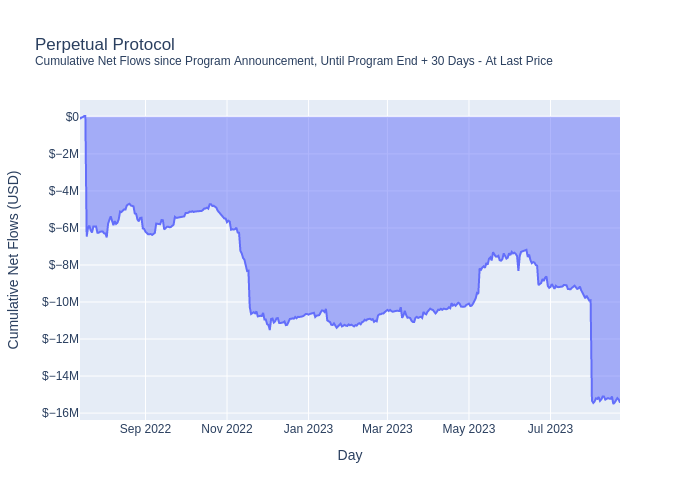 Perpetual Protocol
Cumulative Net Flows since Program Announcement, Until Program End + 30 Days - At Last Price
Cumulative Net Flows (USD)
$0
$−2M
$−4M
$−6M
$−8M
$−10M
$−12M
$−14M
$−16M
Sep 2022
Nov 2022
Jan 2023
Mar 2023
May 2023
Jul 2023
Day